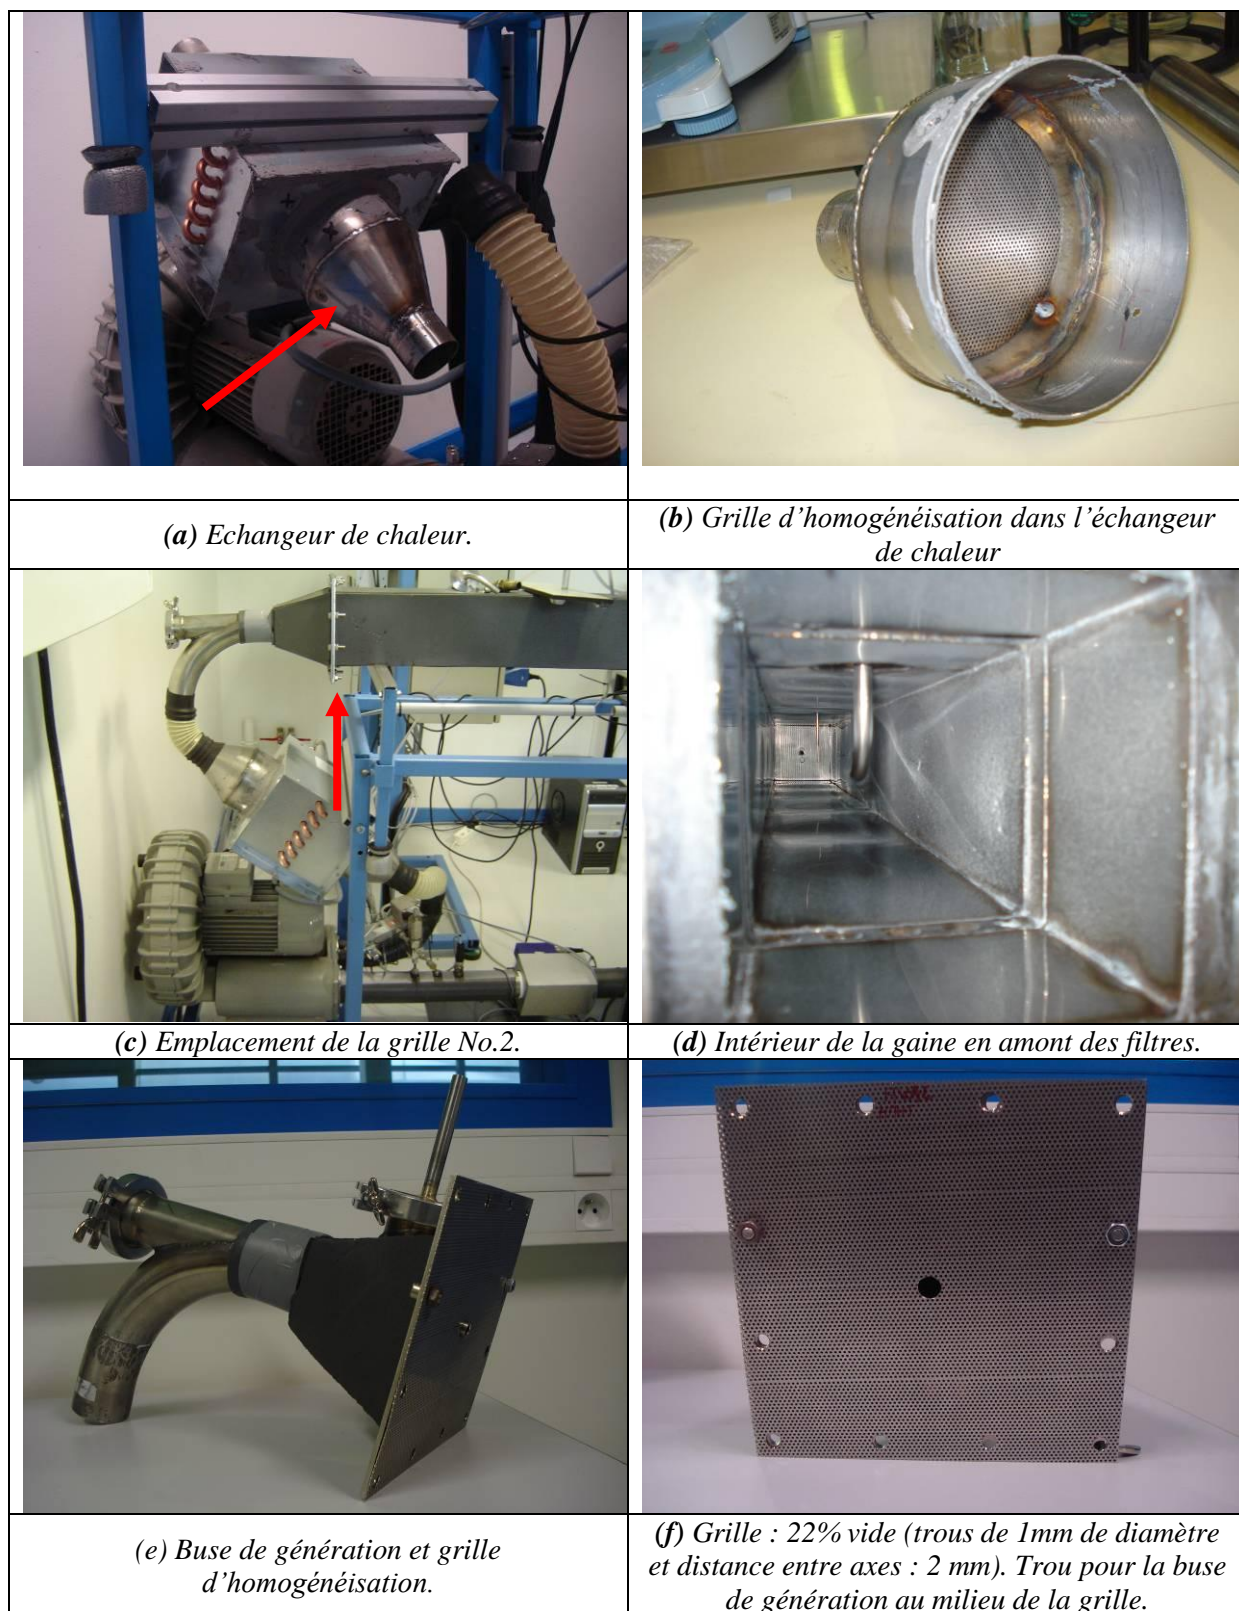 (a) Echangeur de chaleur.
(b) Grille d'homogénéisation dans l'échangeur
de chaleur
(c) Emplacement de la grille No.2.
(d) Intérieur de la gaine en amont des filtres.
(e) Buse de génération et grille
d'homogénéisation.
(f) Grille : 22% vide (trous de 1mm de diamètre
et distance entre axes : 2 mm). Trou pour la buse
de génération au milieu de la grille.